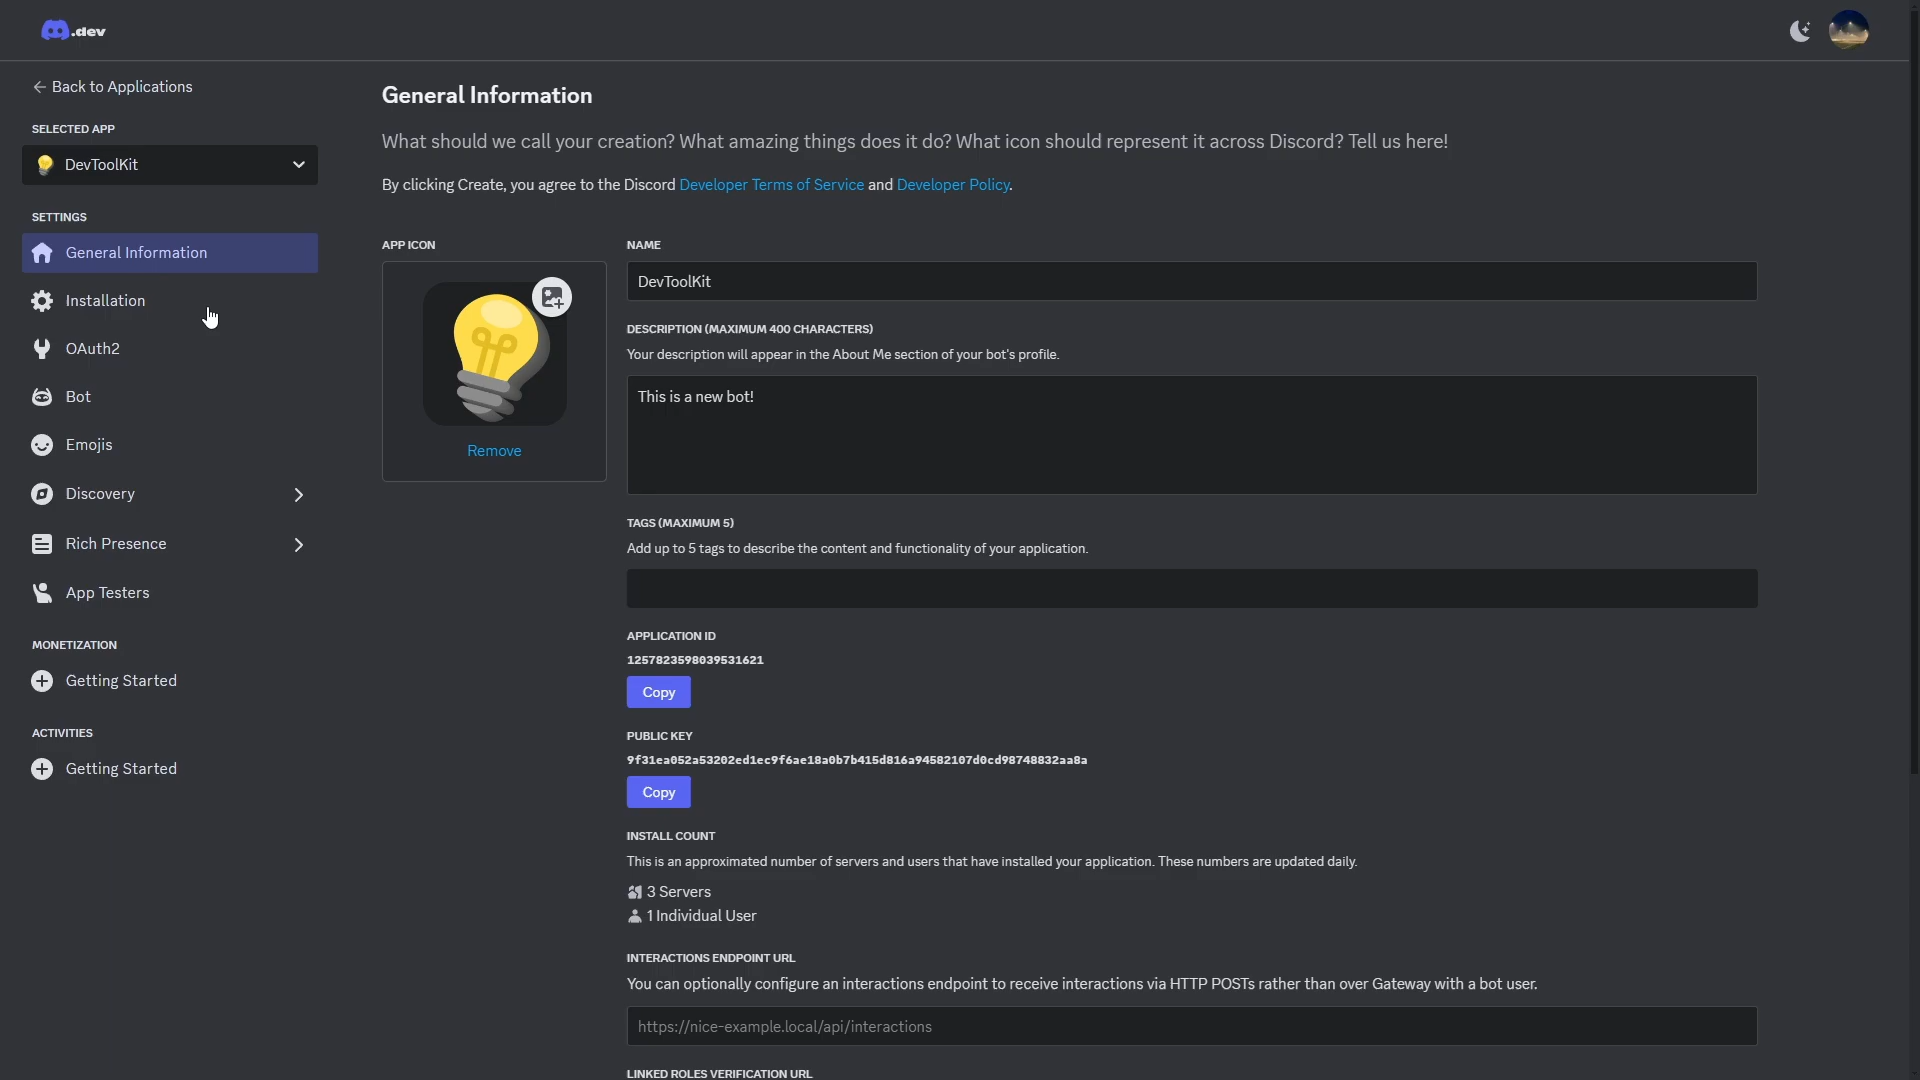 .dev
Back to Applications
SELECTED APP
DevToolKit
SETTINGS
General Information
Installation
OAuth2
Bot
Emojis
Discovery
Rich Presence
App Testers
MONETIZATION
Getting Started
ACTIVITIES
Getting Started
General Information
What should we call your creation? What amazing things does it do? What icon should represent it across Discord? Tell us here!
By clicking Create, you agree to the Discord Developer Terms of Service and Developer Policy.
APP ICON
Remove
NAME
DevToolKit
DESCRIPTION (MAXIMUM 400 CHARACTERS)
Your description will appear in the About Me section of your bot's profile.
This is a new bot!
TAGS (MAXIMUM 5)
Add up to 5 tags to describe the content and functionality of your application.
APPLICATION ID
1257823598039531621
Copy
PUBLIC KEY
9f31ea052a53202ed1ec9f6ae18a0b7b415d816a94582107d0cd98748832aa8a
Copy
INSTALL COUNT
This is an approximated number of servers and users that have installed your application. These numbers are updated daily.
3 Servers
1 Individual User
INTERACTIONS ENDPOINT URL
You can optionally configure an interactions endpoint to receive interactions via HTTP POSTs rather than over Gateway with a bot user.
https://nice-example.local/api/interactions
LINKED ROLES VERIFICATION URL